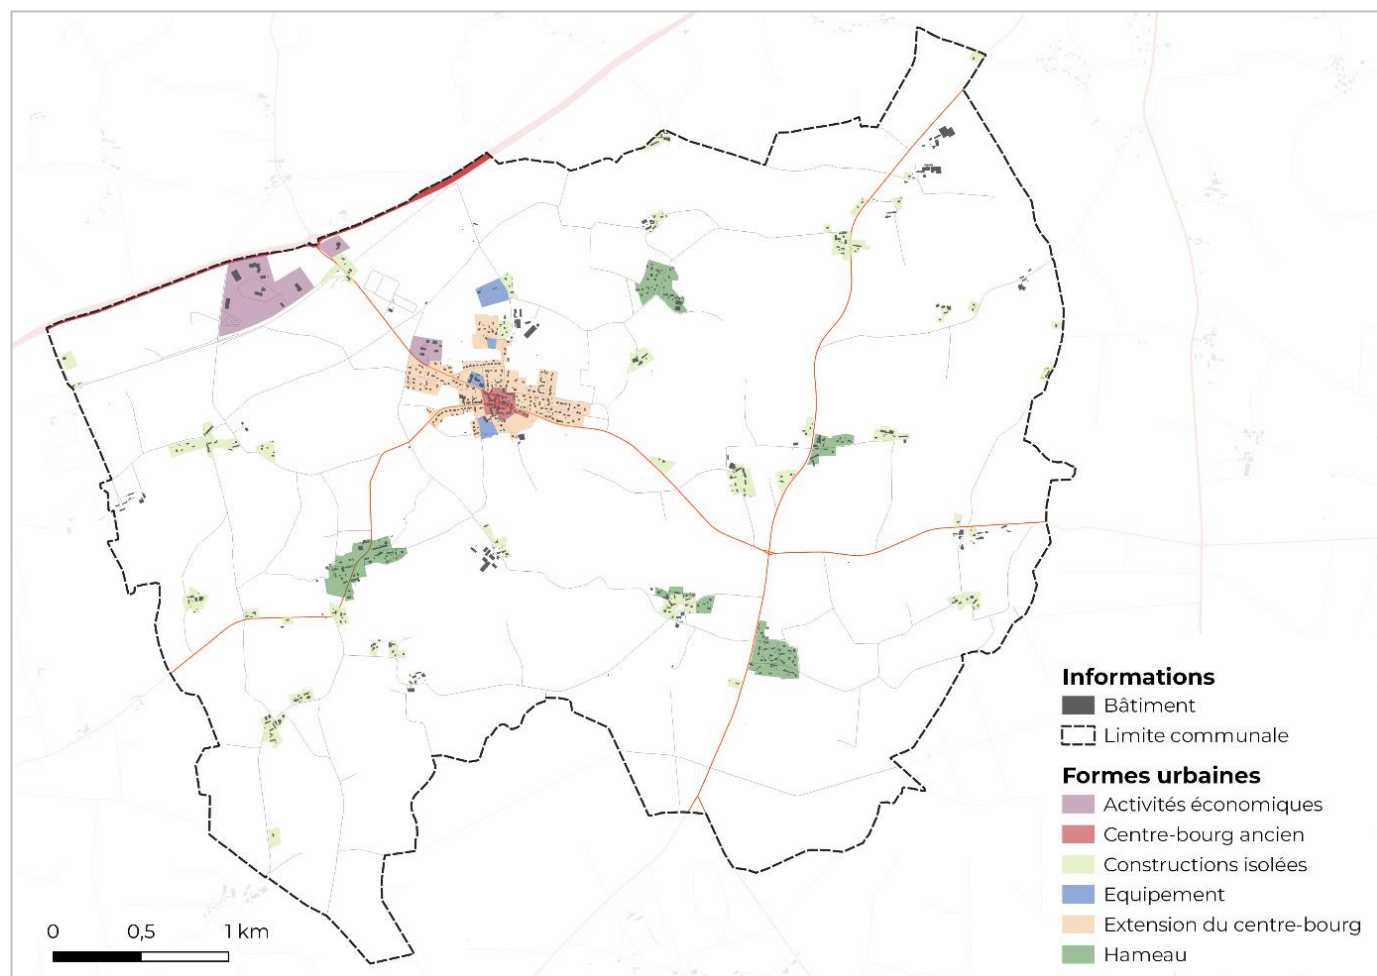 Informations
Bâtiment
Limite communale
Formes urbaines
Activités économiques
Centre-bourg ancien
Constructions isolées
Equipement
Extension du centre-bourg
Hameau
0 0,5 1 km